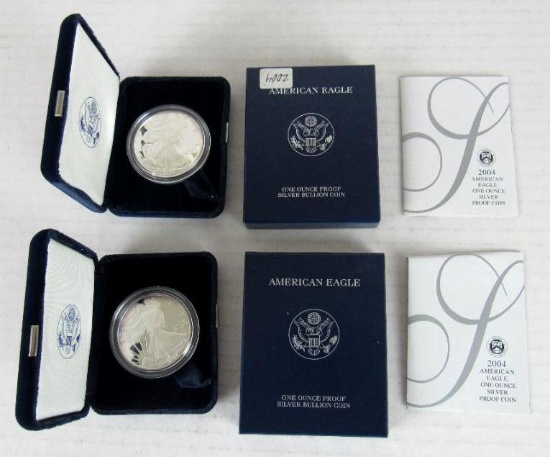 2004
AMERICAN EAGLE
ONE OUNCE PROOF
SILVER BULLION COIN
2004
AMERICAN
EAGLE
ONE OUNCE
SILVER
PROOF COIN
AMERICAN EAGLE
ONE OUNCE PROOF
SILVER BULLION COIN
2004
AMERICAN
EAGLE
ONE OUNCE
SILVER
PROOF COIN